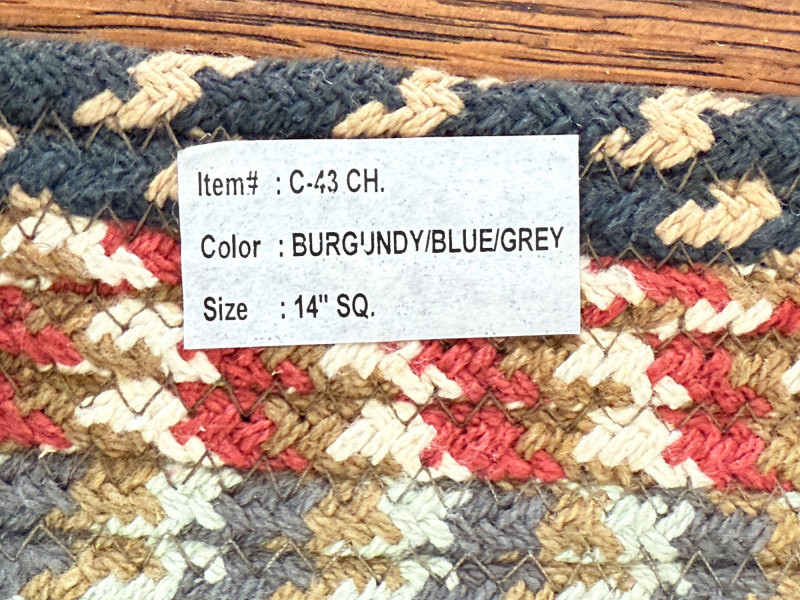 Item# : C-43 CH.
Color : BURGUNDY/BLUE/GREY
Size : 14" SQ.